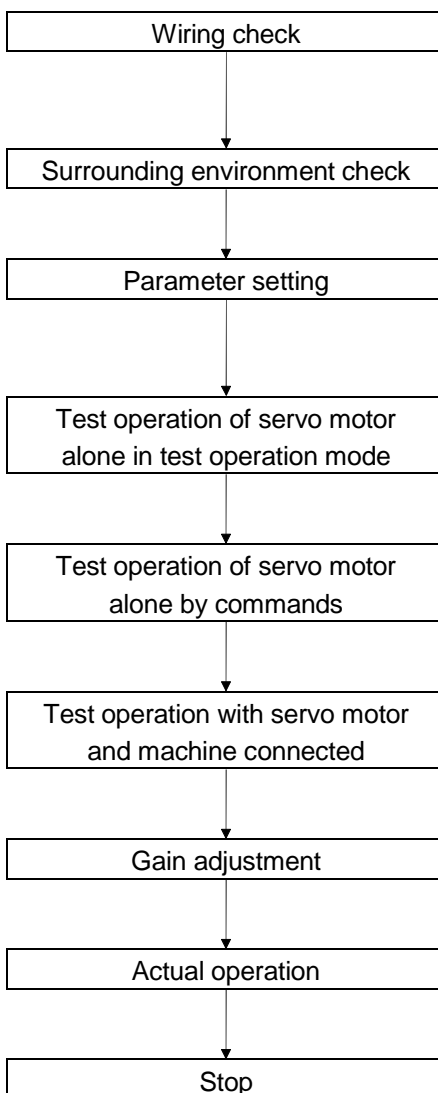 Wiring check
Surrounding environment check
Parameter setting
Test operation of servo motor
alone in test operation mode
Test operation of servo motor
alone by commands
Test operation with servo motor
and machine connected
Gain adjustment
Actual operation
Stop